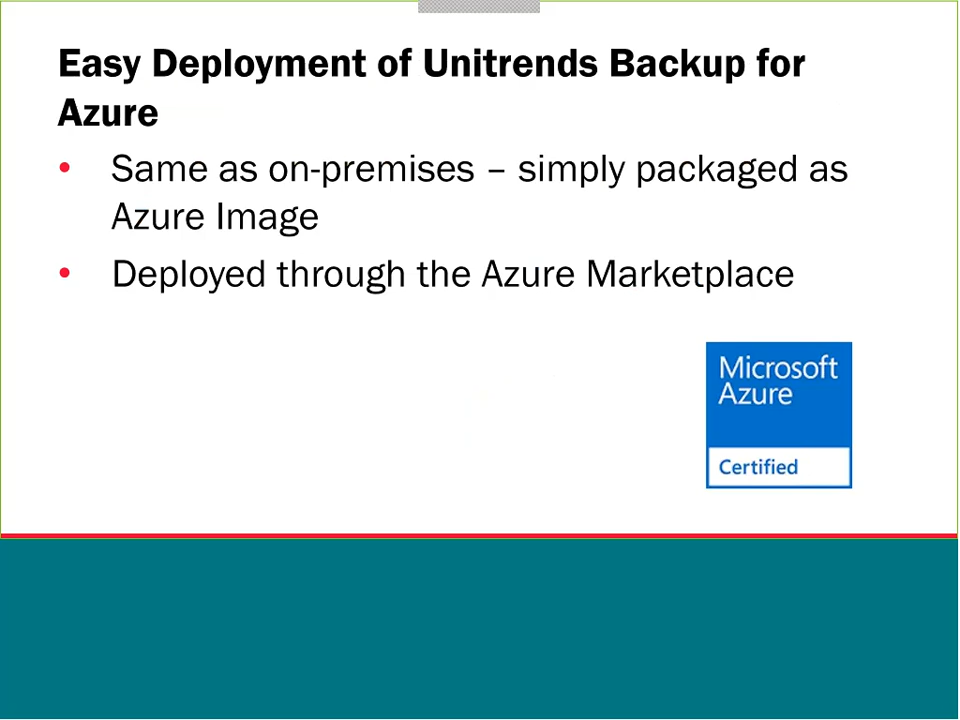 Easy Deployment of Unitrends Backup for
Azure
• Same as on-premises – simply packaged as
Azure Image
• Deployed through the Azure Marketplace
Microsoft
Azure
Certified